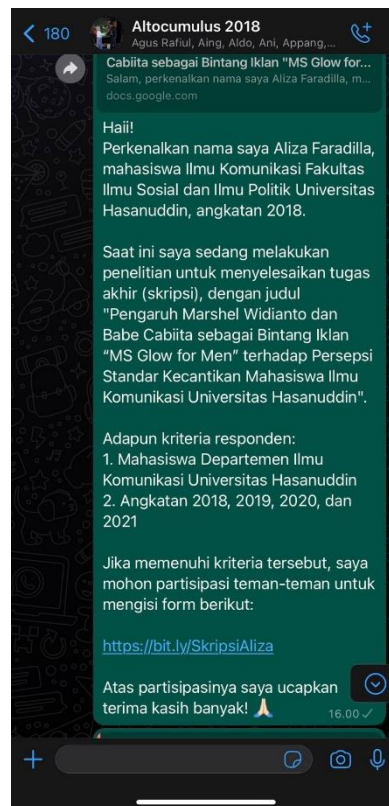 180
Altocumulus 2018
Agus Rafiul, Aing, Aldo, Ani, Appang,...
Cabiita sebagai Bintang Iklan "MS Glow for...
Salam, perkenalkan nama saya Aliza Faradilla, m...
docs.google.com
Haii!
Perkenalkan nama saya Aliza Faradilla,
mahasiswa Ilmu Komunikasi Fakultas
Ilmu Sosial dan Ilmu Politik Universitas
Hasanuddin, angkatan 2018.
Saat ini saya sedang melakukan
penelitian untuk menyelesaikan tugas
akhir (skripsi), dengan judul
"Pengaruh Marshel Widianto dan
Babe Cabiita sebagai Bintang Iklan
“MS Glow for Men” terhadap Persepsi
Standar Kecantikan Mahasiswa Ilmu
Komunikasi Universitas Hasanuddin".
Adapun kriteria responden:
1. Mahasiswa Departemen Ilmu
Komunikasi Universitas Hasanuddin
2. Angkatan 2018, 2019, 2020, dan
2021
Jika memenuhi kriteria tersebut, saya
mohon partisipasi teman-teman untuk
mengisi form berikut:
https://bit.ly/SkripsiAliza
Atas partisipasinya saya ucapkan
terima kasih banyak! 🙏🏻
16.00